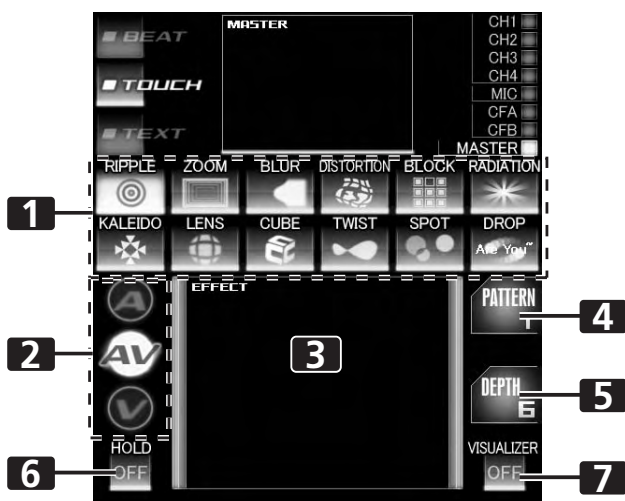 BEAT
MASTER
CH1
CH2
CH3
CH4
MIC
CFA
CFB
MASTER
TOUCH
TEXT
RIPPLE ZOOM BLUR DISTORTION BLOCK RADIATION
1
KALEIDO LENS CUBE TWIST SPOT DROP
Are You~
A
EFFECT
PATTERN
1
4
2
AV
3
V
DEPTH
6
5
HOLD
OFF
6
VISUALIZER
OFF
7